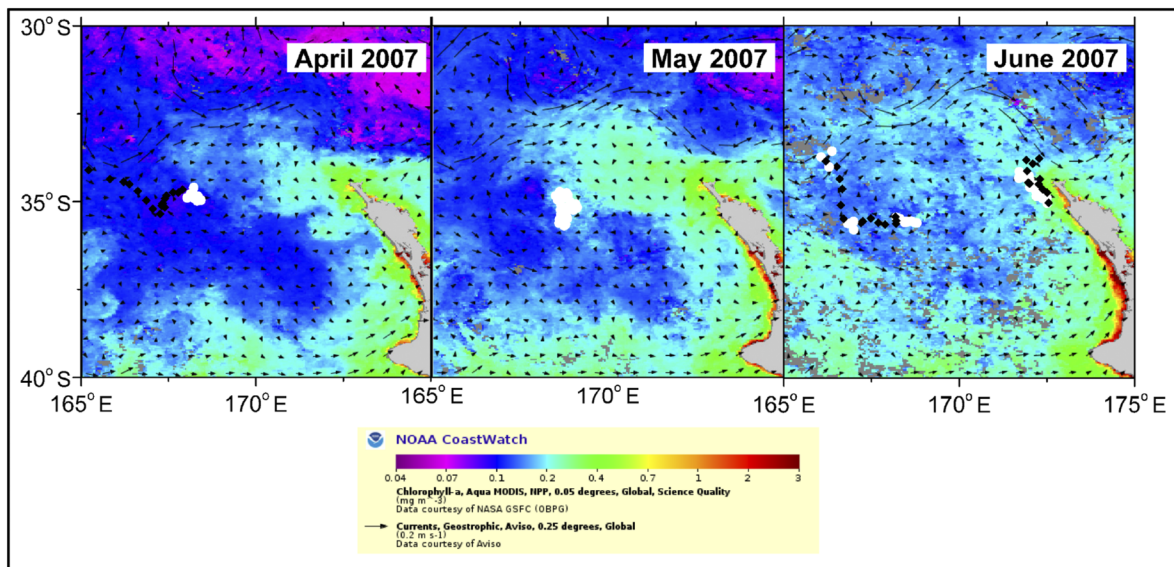 30° S
April 2007
May 2007
June 2007
35° S
40° S
165° E
170° E
165° E
170° E
165° E
170° E
175° E
NOAA CoastWatch
0.04 0.07 0.1 0.2 0.4 0.7 1 2 3
Chlorophyll-a, Aqua MODIS, NPP, 0.05 degrees, Global, Science Quality
(mg m^-3)
Data courtesy of NASA GSFC (OBPG)
Currents, Geostrophic, Aviso, 0.25 degrees, Global
(0.2 m s-1)
Data courtesy of Aviso